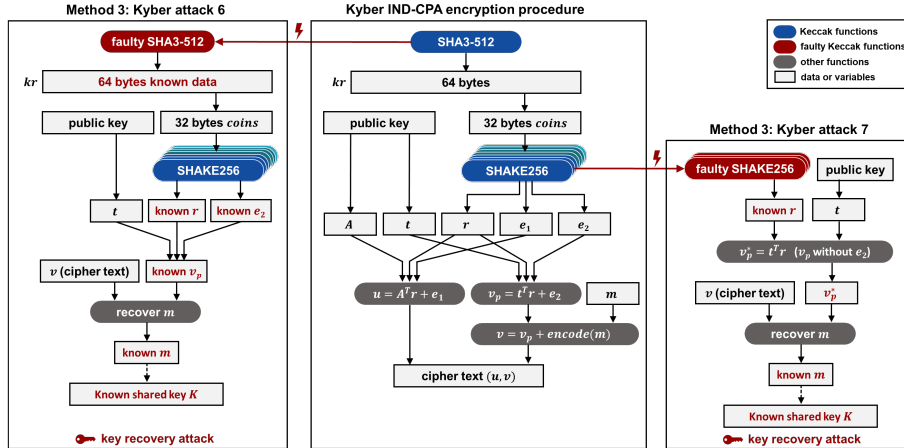 Method 3: Kyber attack 6
faulty SHA3-512
kr
64 bytes known data
public key
32 bytes coins
SHAKE256
t
known r
known e₂
v (cipher text)
known vₚ
recover m
known m
Known shared key K
key recovery attack
Kyber IND-CPA encryption procedure
SHA3-512
kr
64 bytes
public key
32 bytes coins
SHAKE256
A
t
r
e₁
e₂
u = Aᵀr + e₁
vₚ = tᵀr + e₂
m
v = vₚ + encode(m)
cipher text (u, v)
Keccak functions
faulty Keccak functions
other functions
data or variables
Method 3: Kyber attack 7
faulty SHAKE256
public key
known r
t
vₚ* = tᵀr (vₚ without e₂)
v (cipher text)
vₚ*
recover m
known m
Known shared key K
key recovery attack